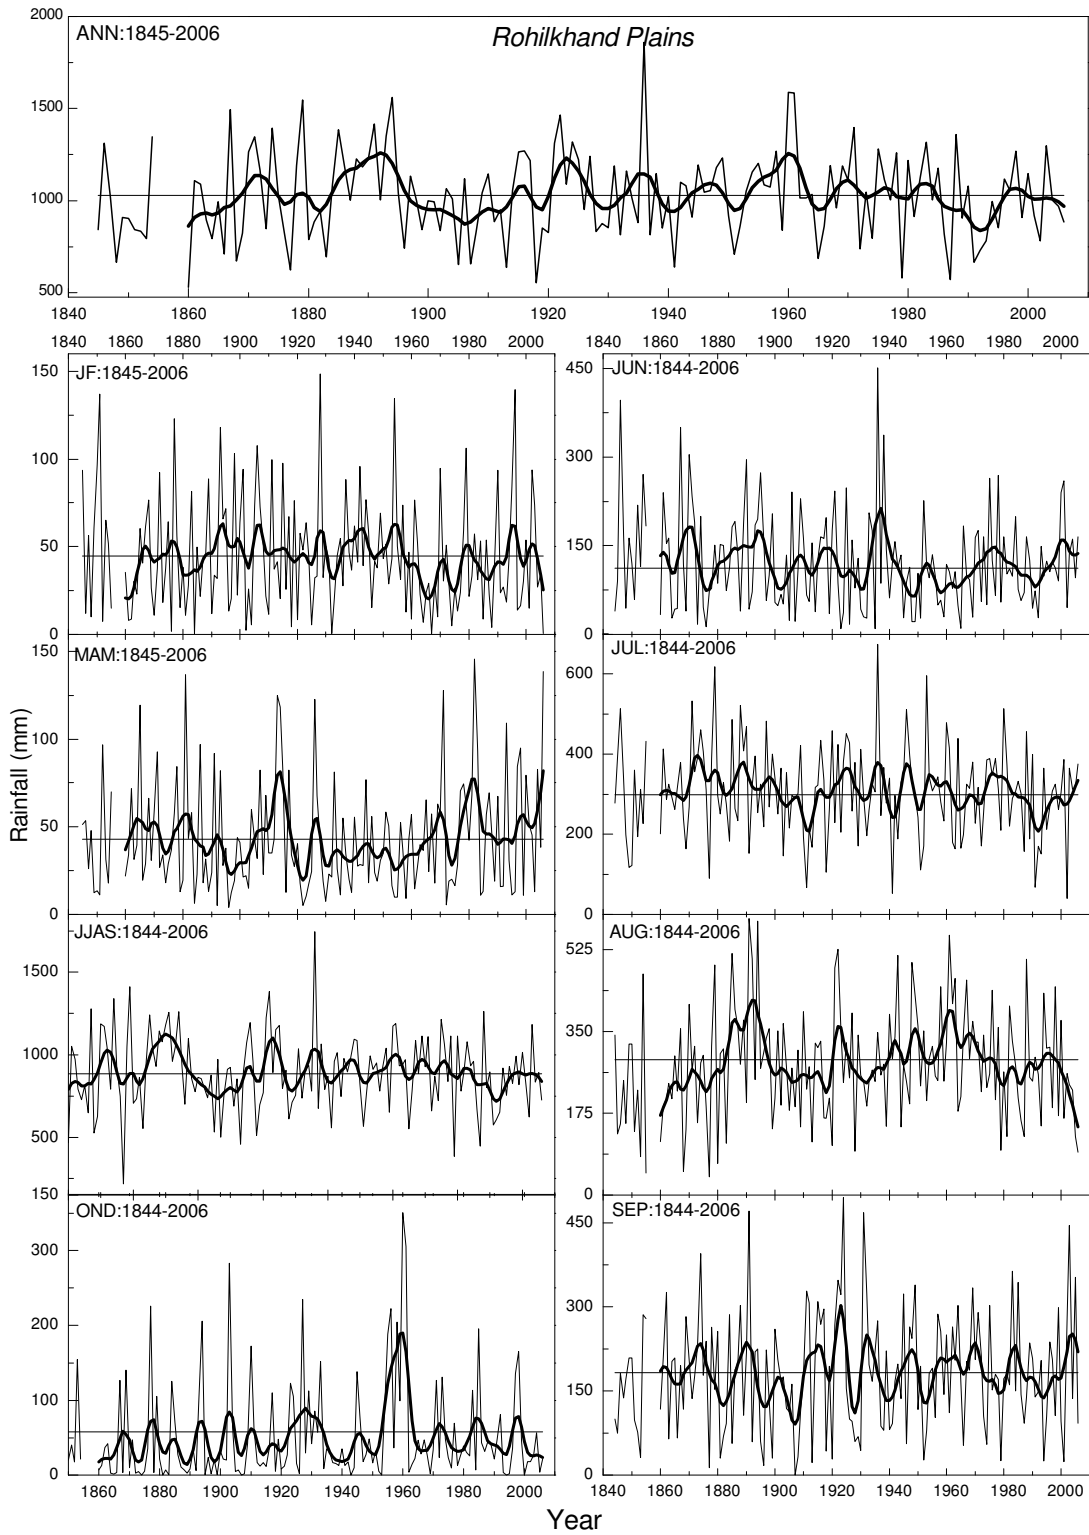 2000
ANN:1845-2006
Rohilkhand Plains
1500
1000
500
1840 1860 1880 1900 1920 1940 1960 1980 2000
1840 1860 1880 1900 1920 1940 1960 1980 2000
1840 1860 1880 1900 1920 1940 1960 1980 2000
JF:1845-2006
150
100
50
0
JUN:1844-2006
450
300
150
0
MAM:1845-2006
150
100
50
0
JUL:1844-2006
600
400
200
0
Rainfall (mm)
JJAS:1844-2006
1500
1000
500
150
AUG:1844-2006
525
350
175
0
OND:1844-2006
300
200
100
0
SEP:1844-2006
450
300
150
0
1860 1880 1900 1920 1940 1960 1980 2000
1840 1860 1880 1900 1920 1940 1960 1980 2000
Year